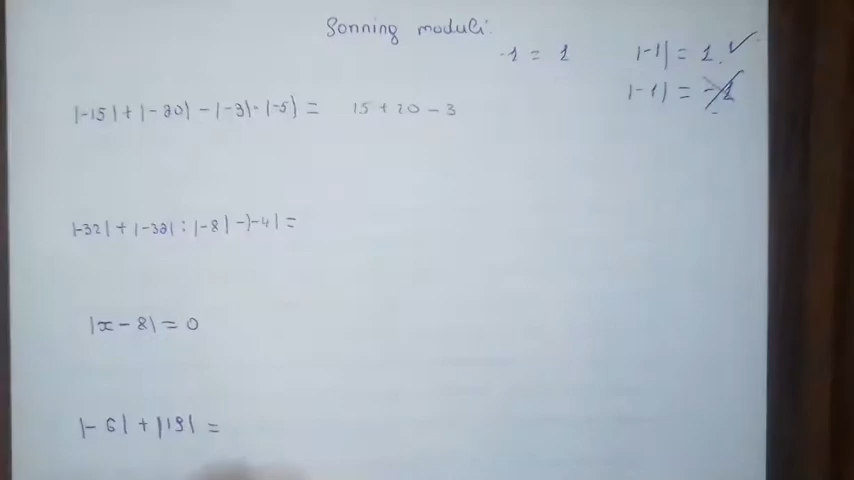 Sonning moduli.
-1 = 1 |-1| = 1. ✓
|-1| = -1
|-15| + |-20| - |-3| · |-5| = 15 + 20 - 3
|-32| + |-32| : |-8| - |-4| =
|x - 8| = 0
|-6| + |19| =